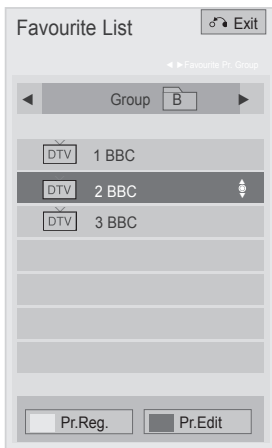 Favourite List
Exit
◄ ►Favourite Pr. Group
◄ Group B ►
DTV 1 BBC
DTV 2 BBC
DTV 3 BBC
Pr.Reg. Pr.Edit